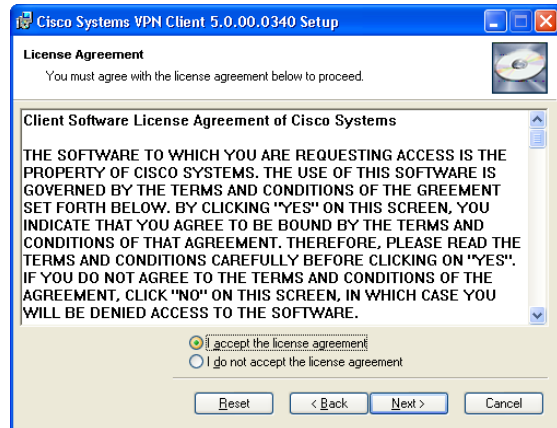 Cisco Systems VPN Client 5.0.00.0340 Setup
License Agreement
You must agree with the license agreement below to proceed.
Client Software License Agreement of Cisco Systems
THE SOFTWARE TO WHICH YOU ARE REQUESTING ACCESS IS THE
PROPERTY OF CISCO SYSTEMS. THE USE OF THIS SOFTWARE IS
GOVERNED BY THE TERMS AND CONDITIONS OF THE GREEMENT
SET FORTH BELOW. BY CLICKING "YES" ON THIS SCREEN, YOU
INDICATE THAT YOU AGREE TO BE BOUND BY THE TERMS AND
CONDITIONS OF THAT AGREEMENT. THEREFORE, PLEASE READ THE
TERMS AND CONDITIONS CAREFULLY BEFORE CLICKING ON "YES".
IF YOU DO NOT AGREE TO THE TERMS AND CONDITIONS OF THE
AGREEMENT, CLICK "NO" ON THIS SCREEN, IN WHICH CASE YOU
WILL BE DENIED ACCESS TO THE SOFTWARE.
I accept the license agreement
I do not accept the license agreement
Reset < Back Next > Cancel